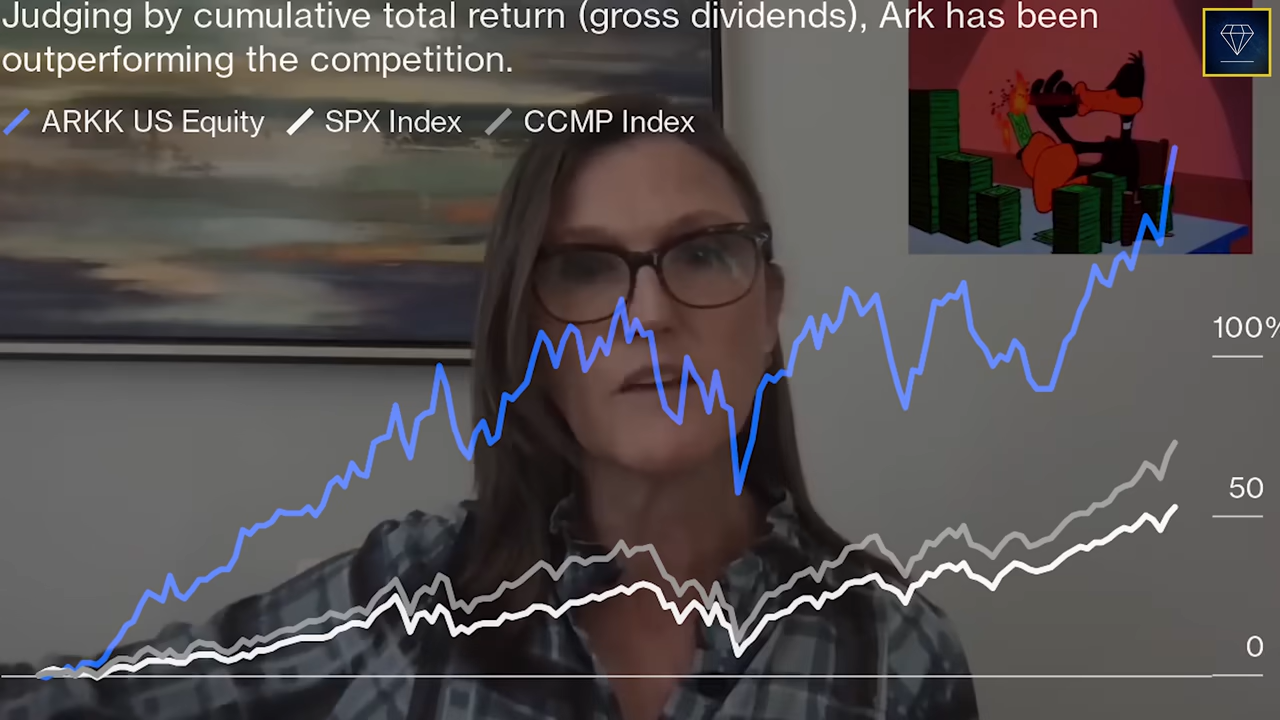 Judging by cumulative total return (gross dividends), Ark has been
outperforming the competition.
ARKK US Equity SPX Index CCMP Index
100%
50
0